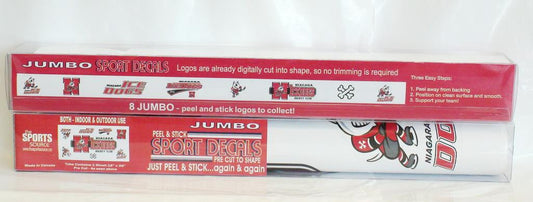 JUMBO SPORT DECALS Logos are already digitally cut into shape, so no trimming is required
NIAGARA
ICE
DOGS
8 JUMBO - peel and stick logos to collect!
Three Easy Steps:
1. Peel away from backing
2. Position on clean surface and smooth.
3. Support your team!
BOTH - INDOOR & OUTDOOR USE
the SPORTS
SOURCE
Made in Canada
JUMBO
PEEL & STICK
SPORT DECALS
PRE CUT TO SHAPE
JUST PEEL & STICK...again & again
NIAGARA